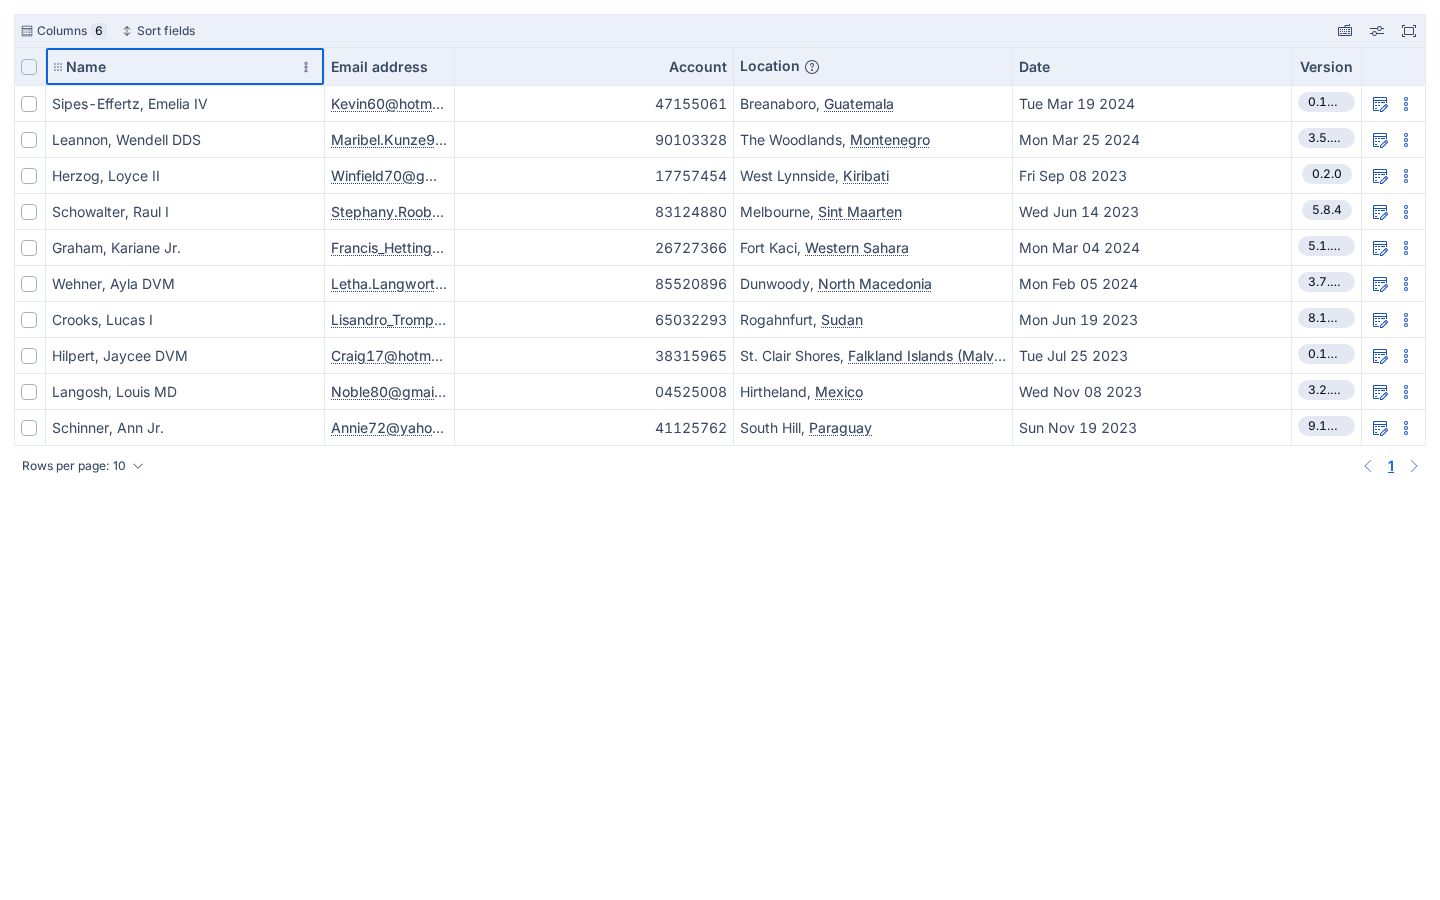 Columns 6 Sort fields
Name Email address Account Location Date Version
Sipes-Effertz, Emelia IV Kevin60@hotm... 47155061 Breanaboro, Guatemala Tue Mar 19 2024 0.1...
Leannon, Wendell DDS Maribel.Kunze9... 90103328 The Woodlands, Montenegro Mon Mar 25 2024 3.5....
Herzog, Loyce II Winfield70@g... 17757454 West Lynnside, Kiribati Fri Sep 08 2023 0.2.0
Schowalter, Raul I Stephany.Roob... 83124880 Melbourne, Sint Maarten Wed Jun 14 2023 5.8.4
Graham, Kariane Jr. Francis_Hetting... 26727366 Fort Kaci, Western Sahara Mon Mar 04 2024 5.1....
Wehner, Ayla DVM Letha.Langwort... 85520896 Dunwoody, North Macedonia Mon Feb 05 2024 3.7....
Crooks, Lucas I Lisandro_Tromp... 65032293 Rogahnfurt, Sudan Mon Jun 19 2023 8.1...
Hilpert, Jaycee DVM Craig17@hotm... 38315965 St. Clair Shores, Falkland Islands (Malv... Tue Jul 25 2023 0.1...
Langosh, Louis MD Noble80@gmai... 04525008 Hirtheland, Mexico Wed Nov 08 2023 3.2....
Schinner, Ann Jr. Annie72@yaho... 41125762 South Hill, Paraguay Sun Nov 19 2023 9.1...
Rows per page: 10 1